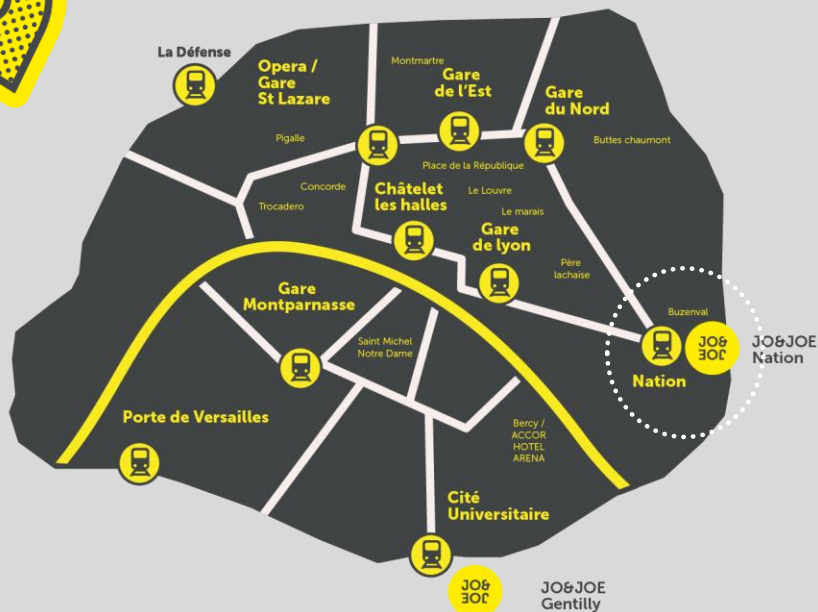 La Défense
Opera /
Gare
St Lazare
Montmartre
Gare
de l'Est
Gare
du Nord
Pigalle
Buttes chaumont
Place de la République
Concorde
Châtelet
les halles
Le Louvre
Trocadero
Le marais
Gare
de lyon
Père
lachaise
Gare
Montparnasse
Buzenval
Saint Michel
Notre Dame
JO&
JOE
JO&JOE
Nation
Nation
Porte de Versailles
Bercy /
ACCOR
HOTEL
ARENA
Cité
Universitaire
JO&
JOE
JO&JOE
Gentilly